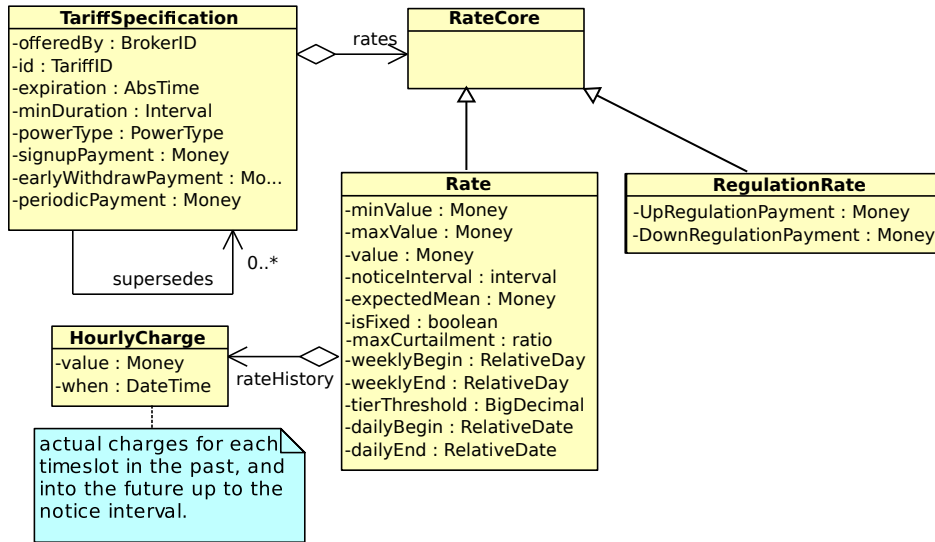 TariffSpecification
-offeredBy : BrokerID
-id : TariffID
-expiration : AbsTime
-minDuration : Interval
-powerType : PowerType
-signupPayment : Money
-earlyWithdrawPayment : Mo...
-periodicPayment : Money
rates
RateCore
supersedes
0..*
Rate
-minValue : Money
-maxValue : Money
-value : Money
-noticeInterval : interval
-expectedMean : Money
-isFixed : boolean
-maxCurtailment : ratio
-weeklyBegin : RelativeDay
-weeklyEnd : RelativeDay
-tierThreshold : BigDecimal
-dailyBegin : RelativeDate
-dailyEnd : RelativeDate
RegulationRate
-UpRegulationPayment : Money
-DownRegulationPayment : Money
HourlyCharge
-value : Money
-when : DateTime
rateHistory
actual charges for each
timeslot in the past, and
into the future up to the
notice interval.